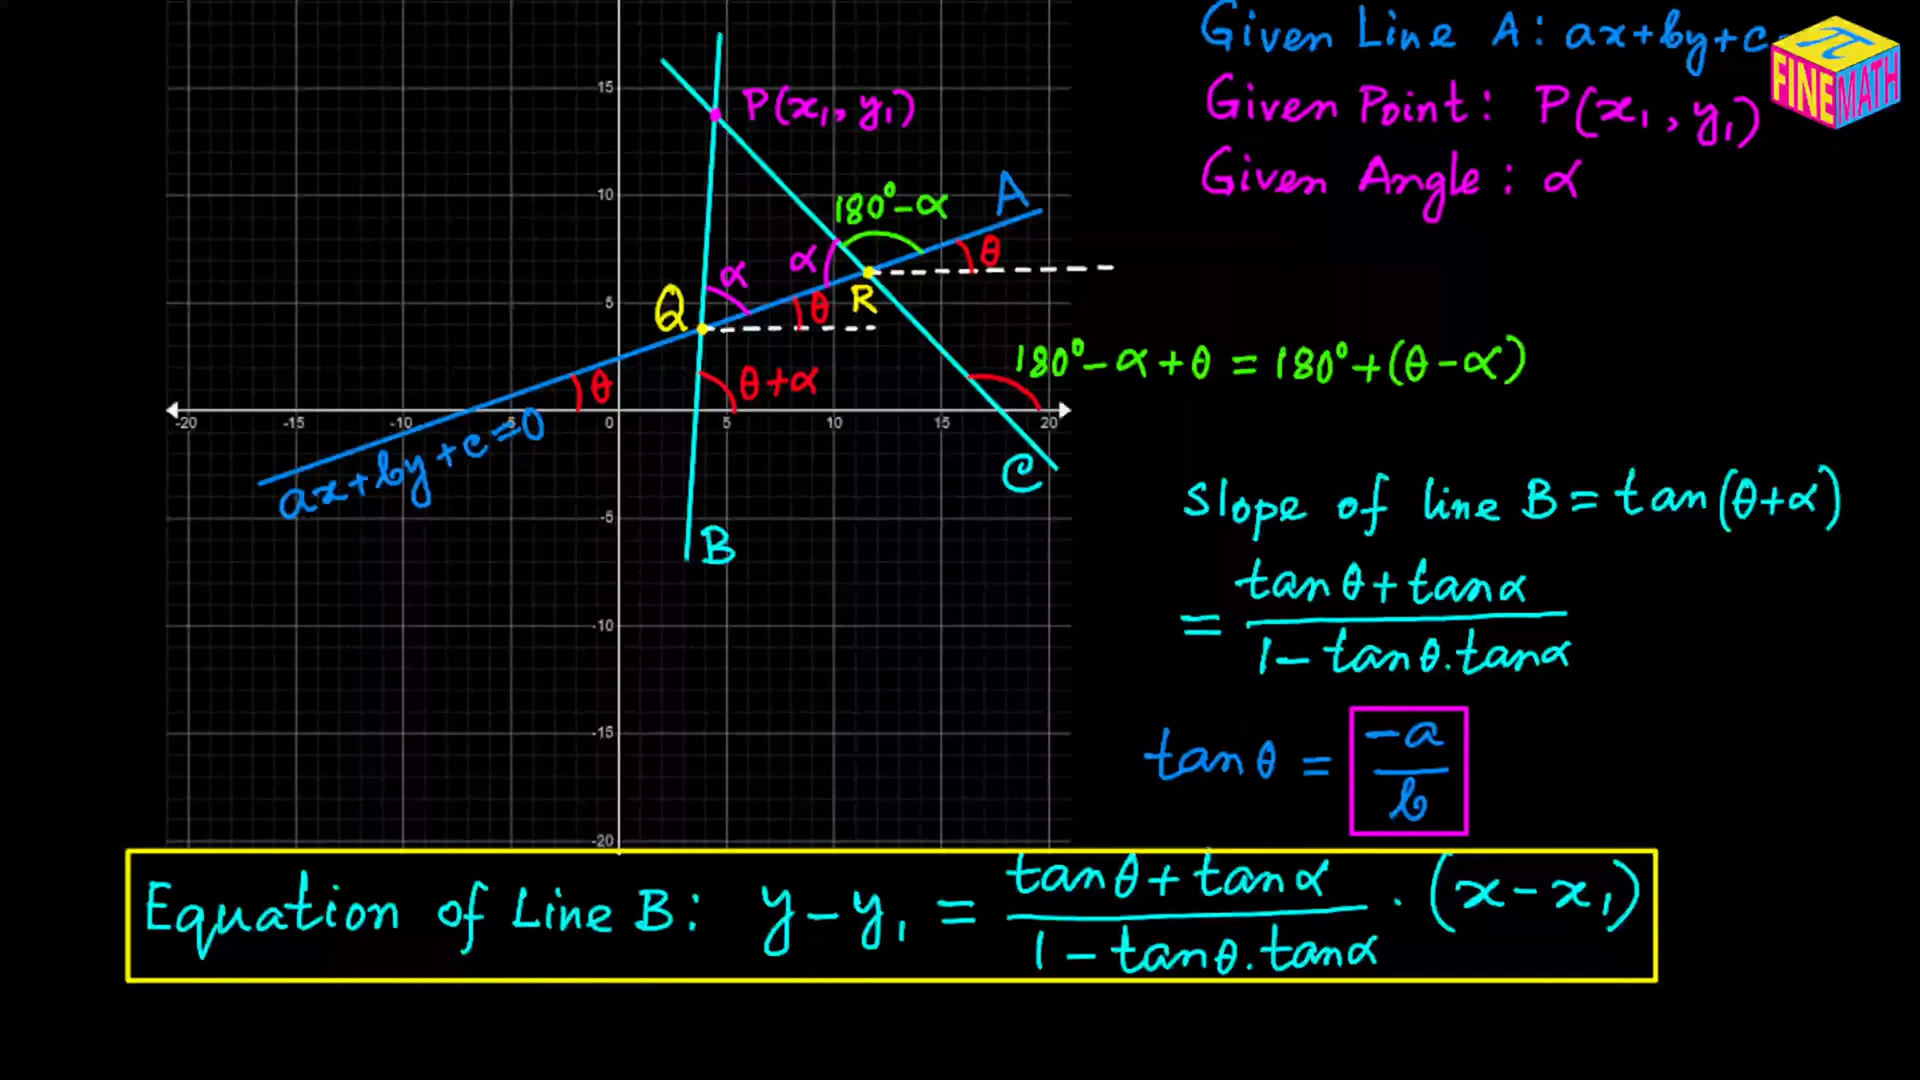 Given Line A: ax+by+c
π
FINE MATH
Given Point: P(x₁, y₁)
Given Angle: α
15
P(x₁, y₁)
10
180°-α
A
α
α
θ
5
Q
θ
R
180°-α+θ = 180°+(θ-α)
θ
θ+α
-20
-15
-10
-5
0
5
10
15
20
ax+by+c=0
C
-5
B
Slope of line B = tan(θ+α)
= tanθ+tanα / 1-tanθ.tanα
-10
-15
tanθ = -a/b
-20
Equation of Line B: y-y₁ = tanθ+tanα / 1-tanθ.tanα . (x-x₁)